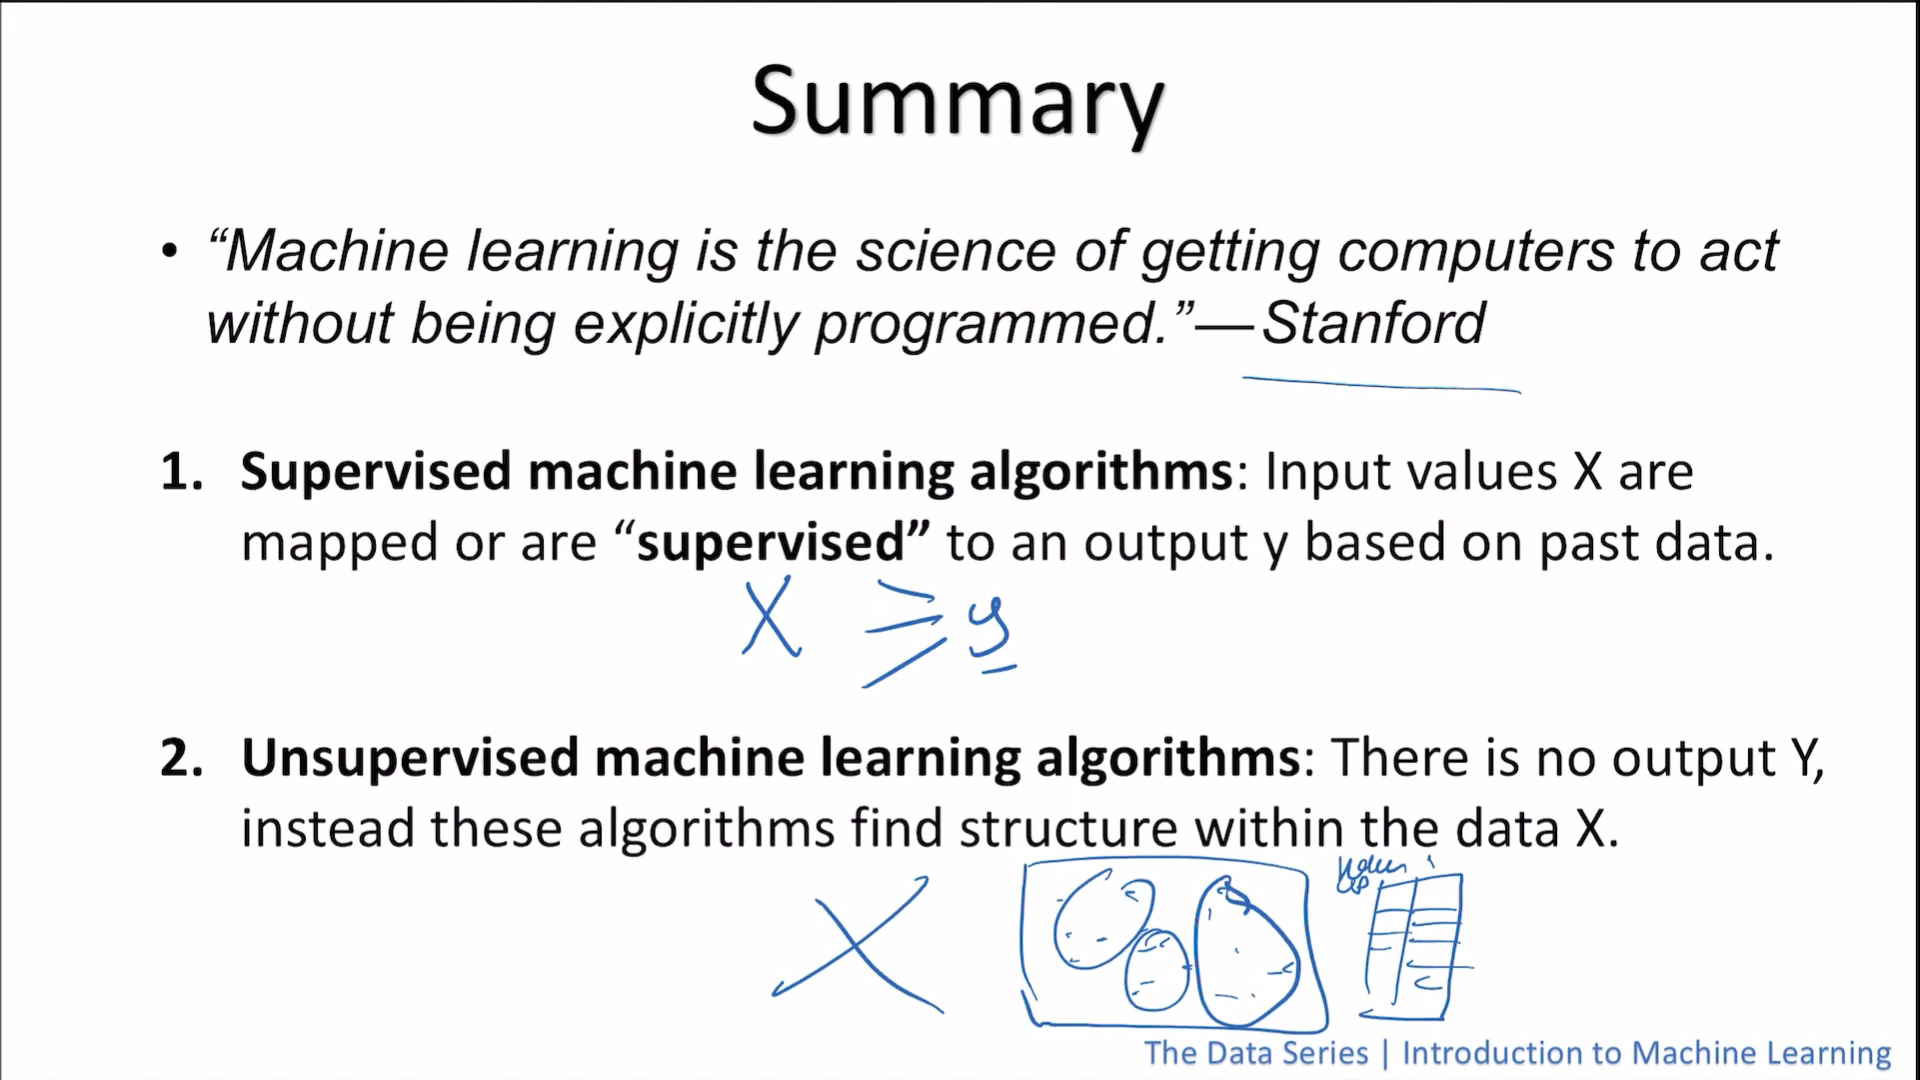 Summary
• “Machine learning is the science of getting computers to act
without being explicitly programmed.”—Stanford
1. Supervised machine learning algorithms: Input values X are
mapped or are “supervised” to an output y based on past data.
X y
2. Unsupervised machine learning algorithms: There is no output Y,
instead these algorithms find structure within the data X.
X
The Data Series | Introduction to Machine Learning